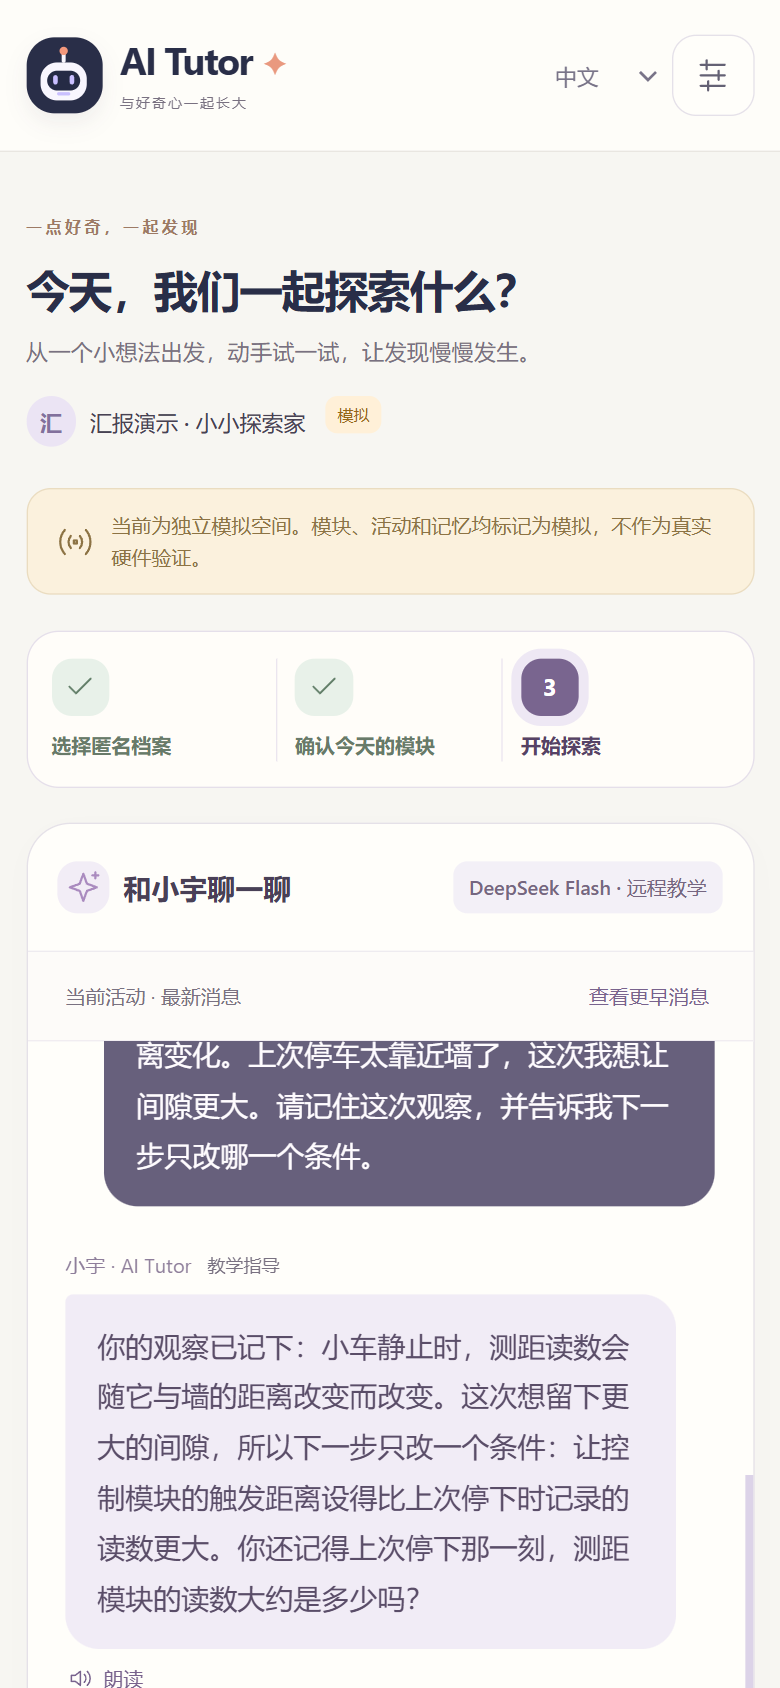 AI Tutor
与好奇心一起长大
中文
一点好奇，一起发现
今天，我们一起探索什么？
从一个小想法出发，动手试一试，让发现慢慢发生。
汇
汇报演示 · 小小探索家
模拟
当前为独立模拟空间。模块、活动和记忆均标记为模拟，不作为真实
硬件验证。
3
选择匿名档案
确认今天的模块
开始探索
和小宇聊一聊
DeepSeek Flash · 远程教学
当前活动 · 最新消息
查看更早消息
离变化。上次停车太靠近墙了，这次我想让
间隙更大。请记住这次观察，并告诉我下一
步只改哪一个条件。
小宇 · AI Tutor 教学指导
你的观察已记下：小车静止时，测距读数会
随它与墙的距离改变而改变。这次想留下更
大的间隙，所以下一步只改一个条件：让控
制模块的触发距离设得比上次停下时记录的
读数更大。你还记得上次停下那一刻，测距
模块的读数大约是多少吗？
朗读